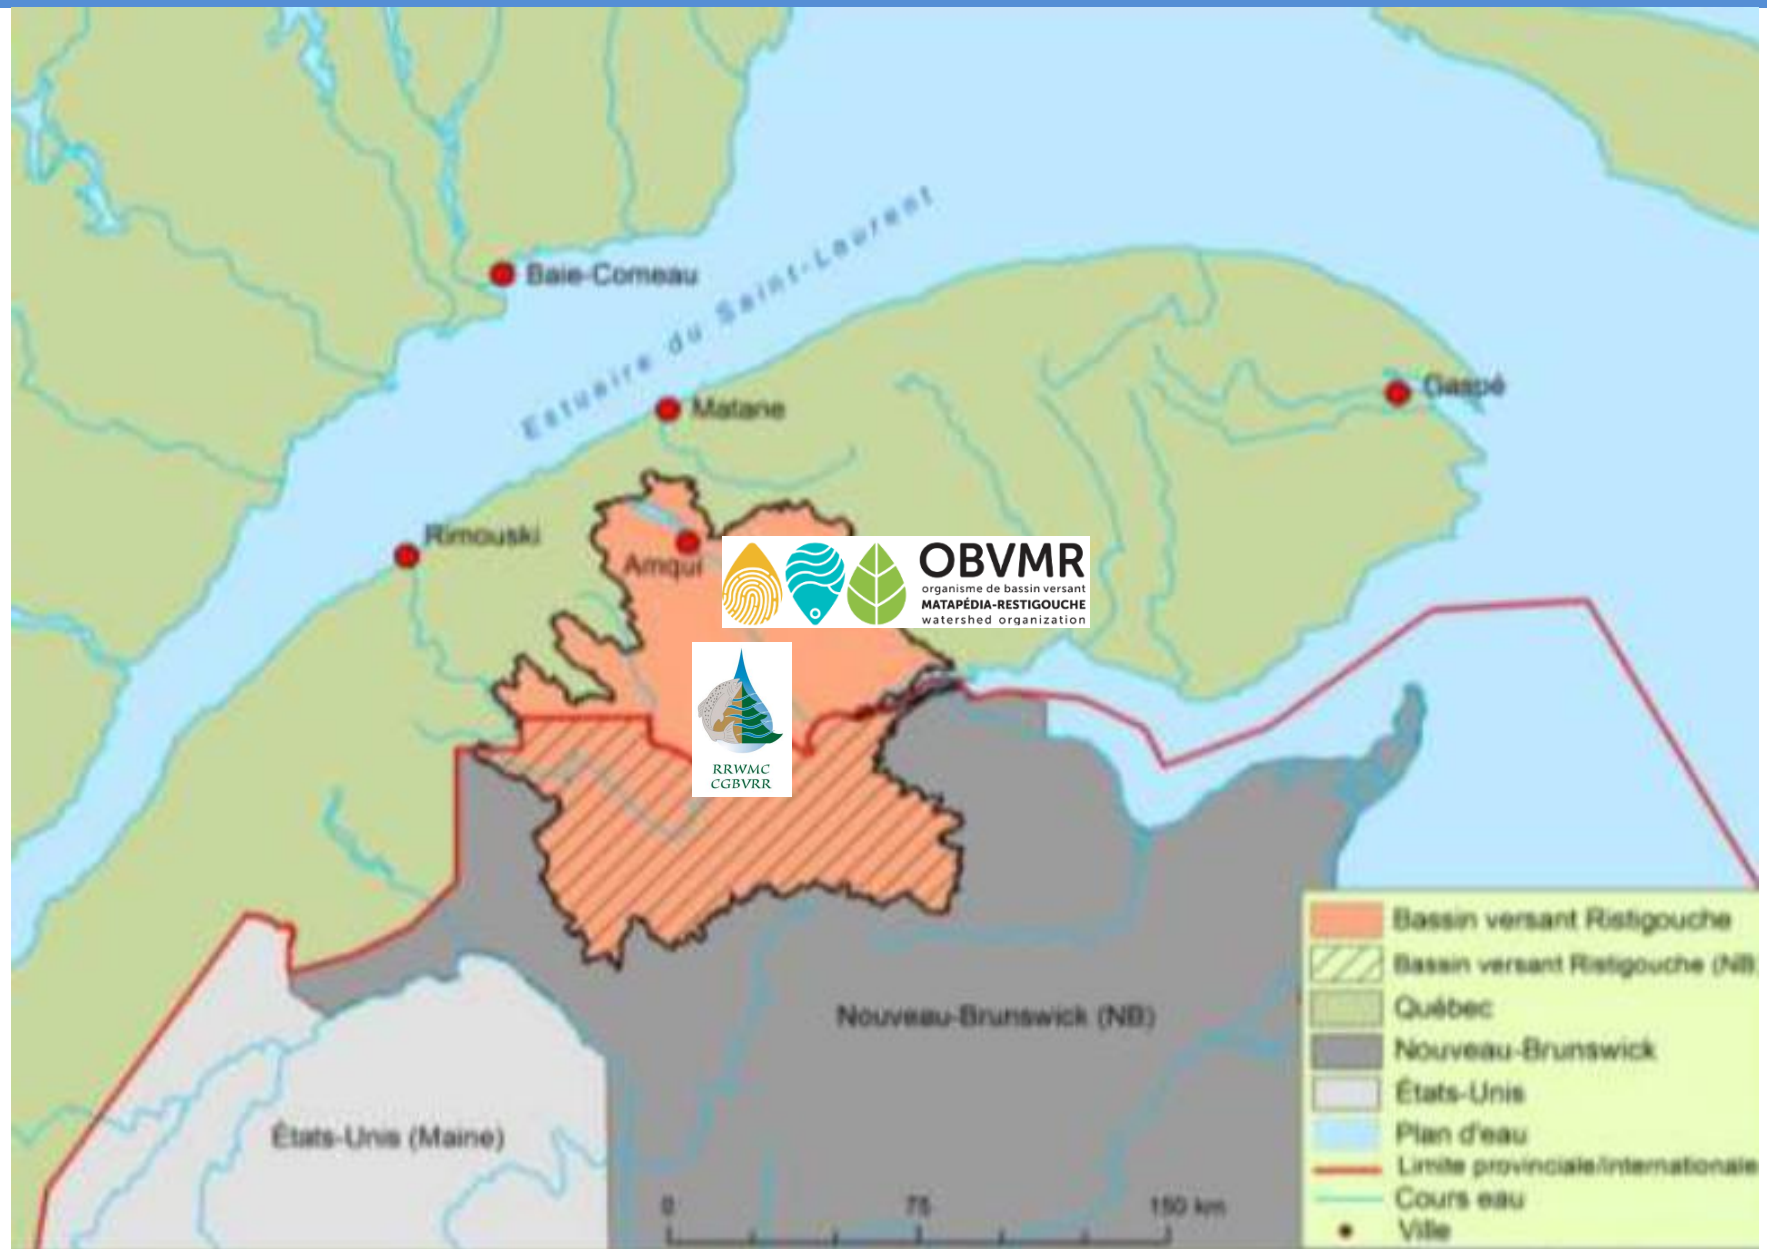 Baie-Comeau
Estuaire du Saint-Laurent
Gaspé
Matane
Rimouski
Amqui
OBVMR
organisme de bassin versant
MATAPÉDIA-RESTIGOUCHE
watershed organization
RRWMC
CGBVRR
Nouveau-Brunswick (NB)
États-Unis (Maine)
0 75 150 km
Bassin versant Ristigouche
Bassin versant Ristigouche (NB
Québec
Nouveau-Brunswick
États-Unis
Plan d'eau
Limite provinciale/internationale
Cours eau
Ville